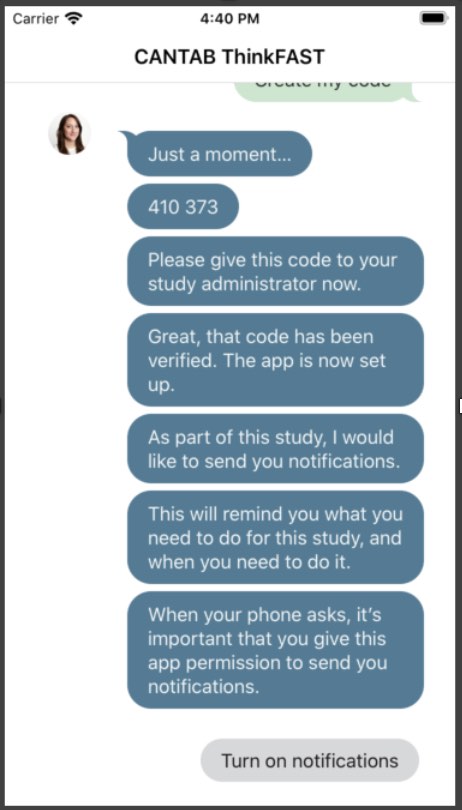 Carrier 4:40 PM
CANTAB ThinkFAST
Create my code
Just a moment...
410 373
Please give this code to your
study administrator now.
Great, that code has been
verified. The app is now set
up.
As part of this study, I would
like to send you notifications.
This will remind you what you
need to do for this study, and
when you need to do it.
When your phone asks, it's
important that you give this
app permission to send you
notifications.
Turn on notifications